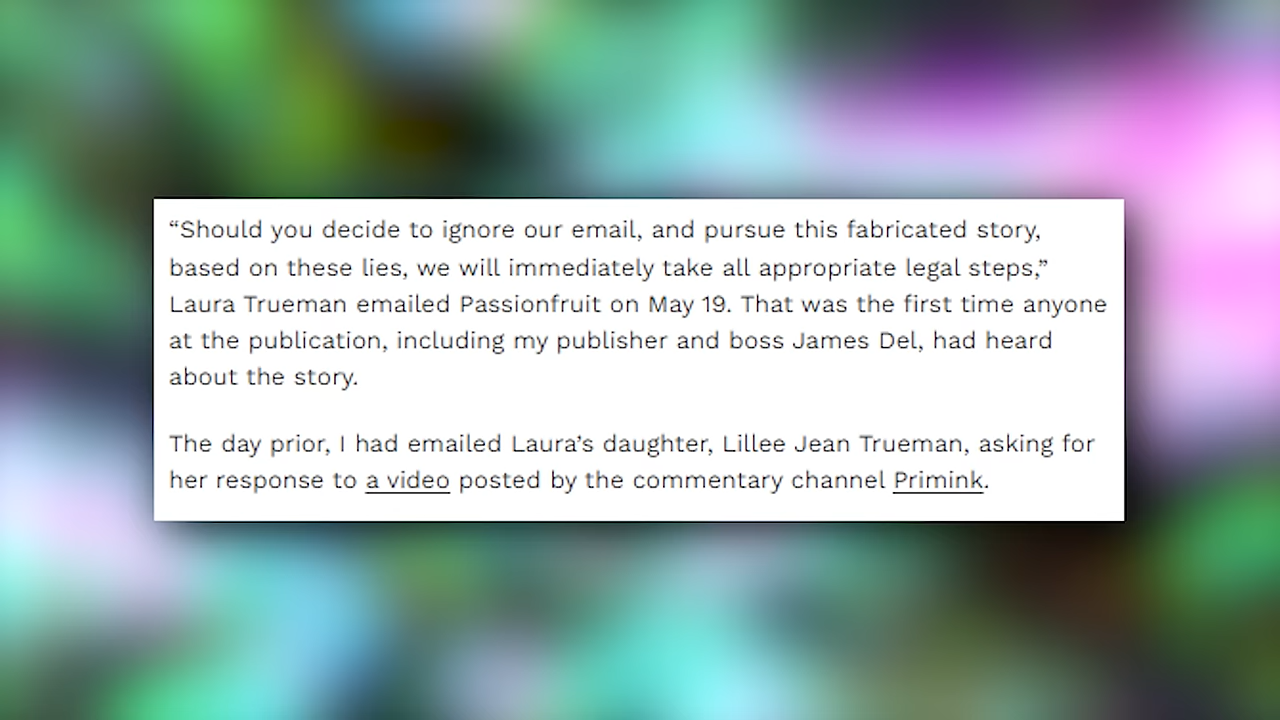 “Should you decide to ignore our email, and pursue this fabricated story,
based on these lies, we will immediately take all appropriate legal steps,”
Laura Trueman emailed Passionfruit on May 19. That was the first time anyone
at the publication, including my publisher and boss James Del, had heard
about the story.
The day prior, I had emailed Laura’s daughter, Lillee Jean Trueman, asking for
her response to a video posted by the commentary channel Primink.